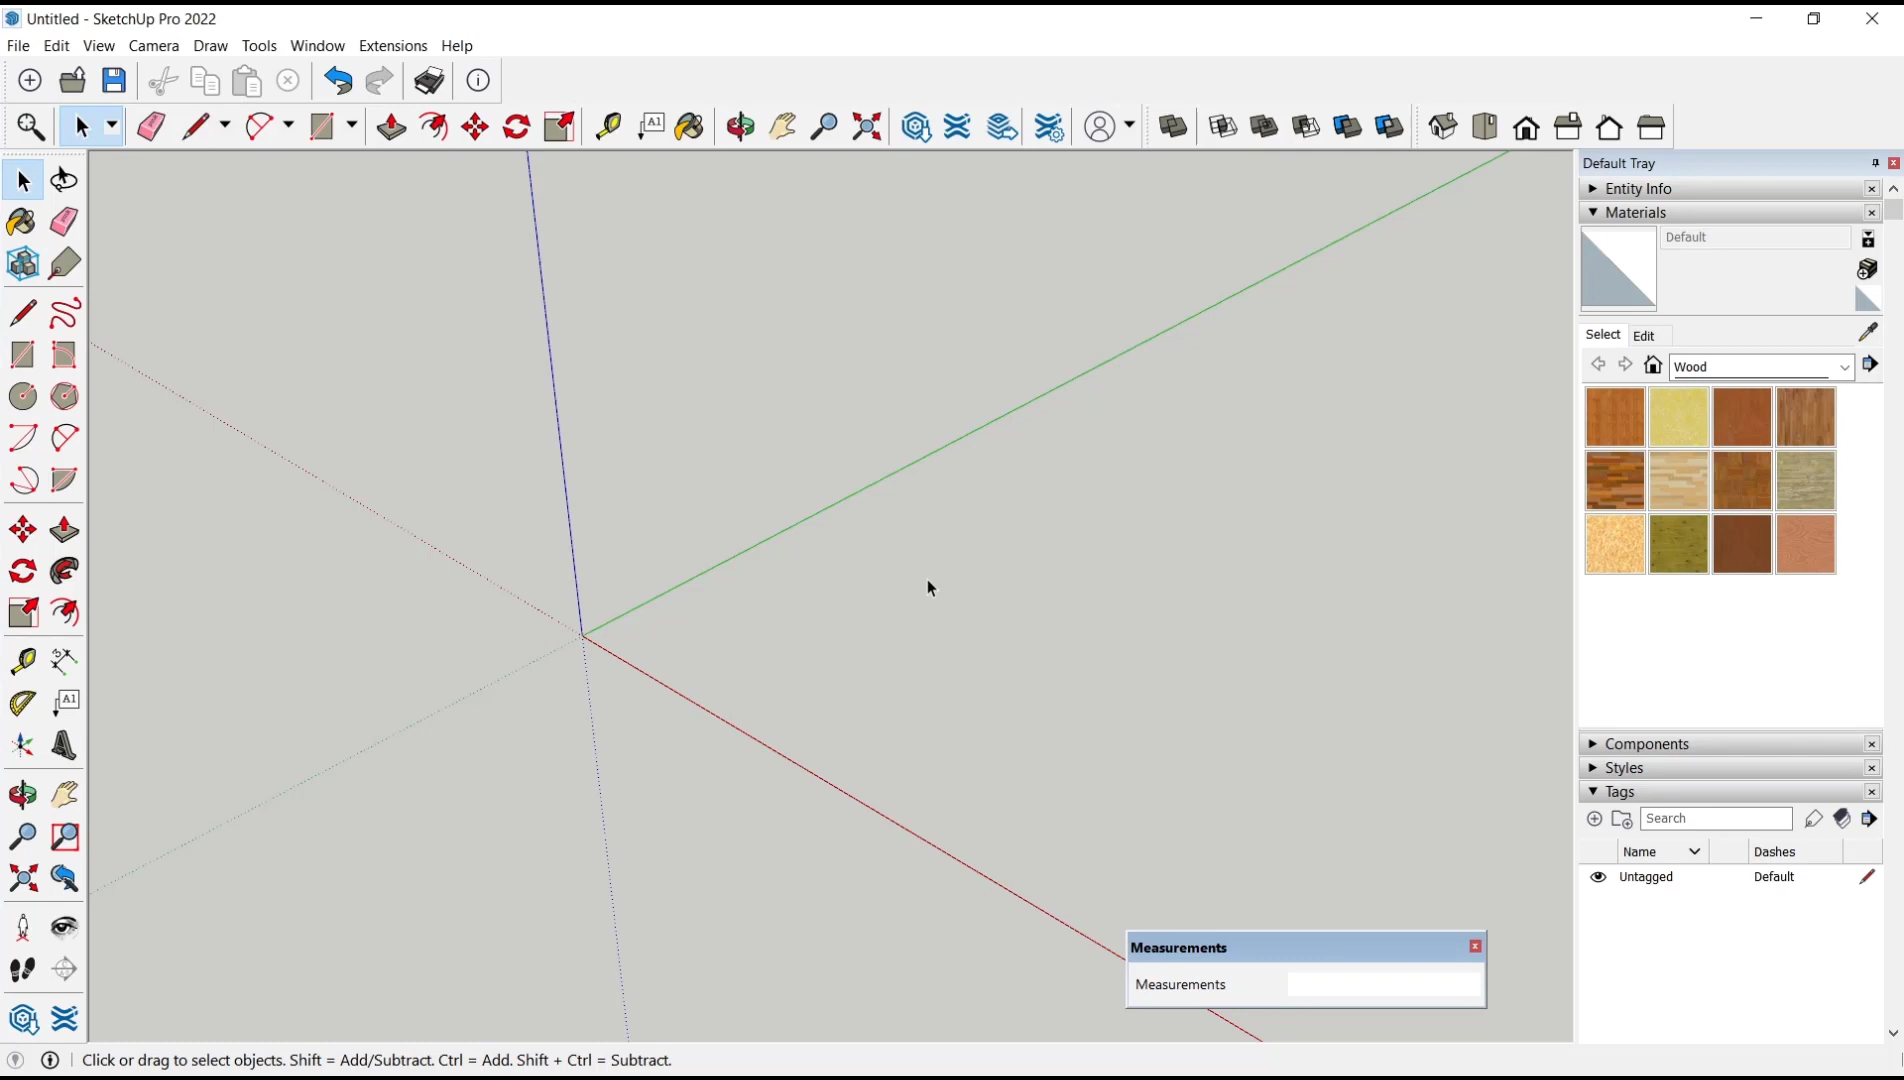 Untitled - SketchUp Pro 2022
File Edit View Camera Draw Tools Window Extensions Help
A1
Default Tray
Entity Info
Materials
Default
Select Edit
Wood
A1
Components
Styles
Tags
Search
Name Dashes
Untagged Default
Measurements
Measurements
Click or drag to select objects. Shift = Add/Subtract. Ctrl = Add. Shift + Ctrl = Subtract.